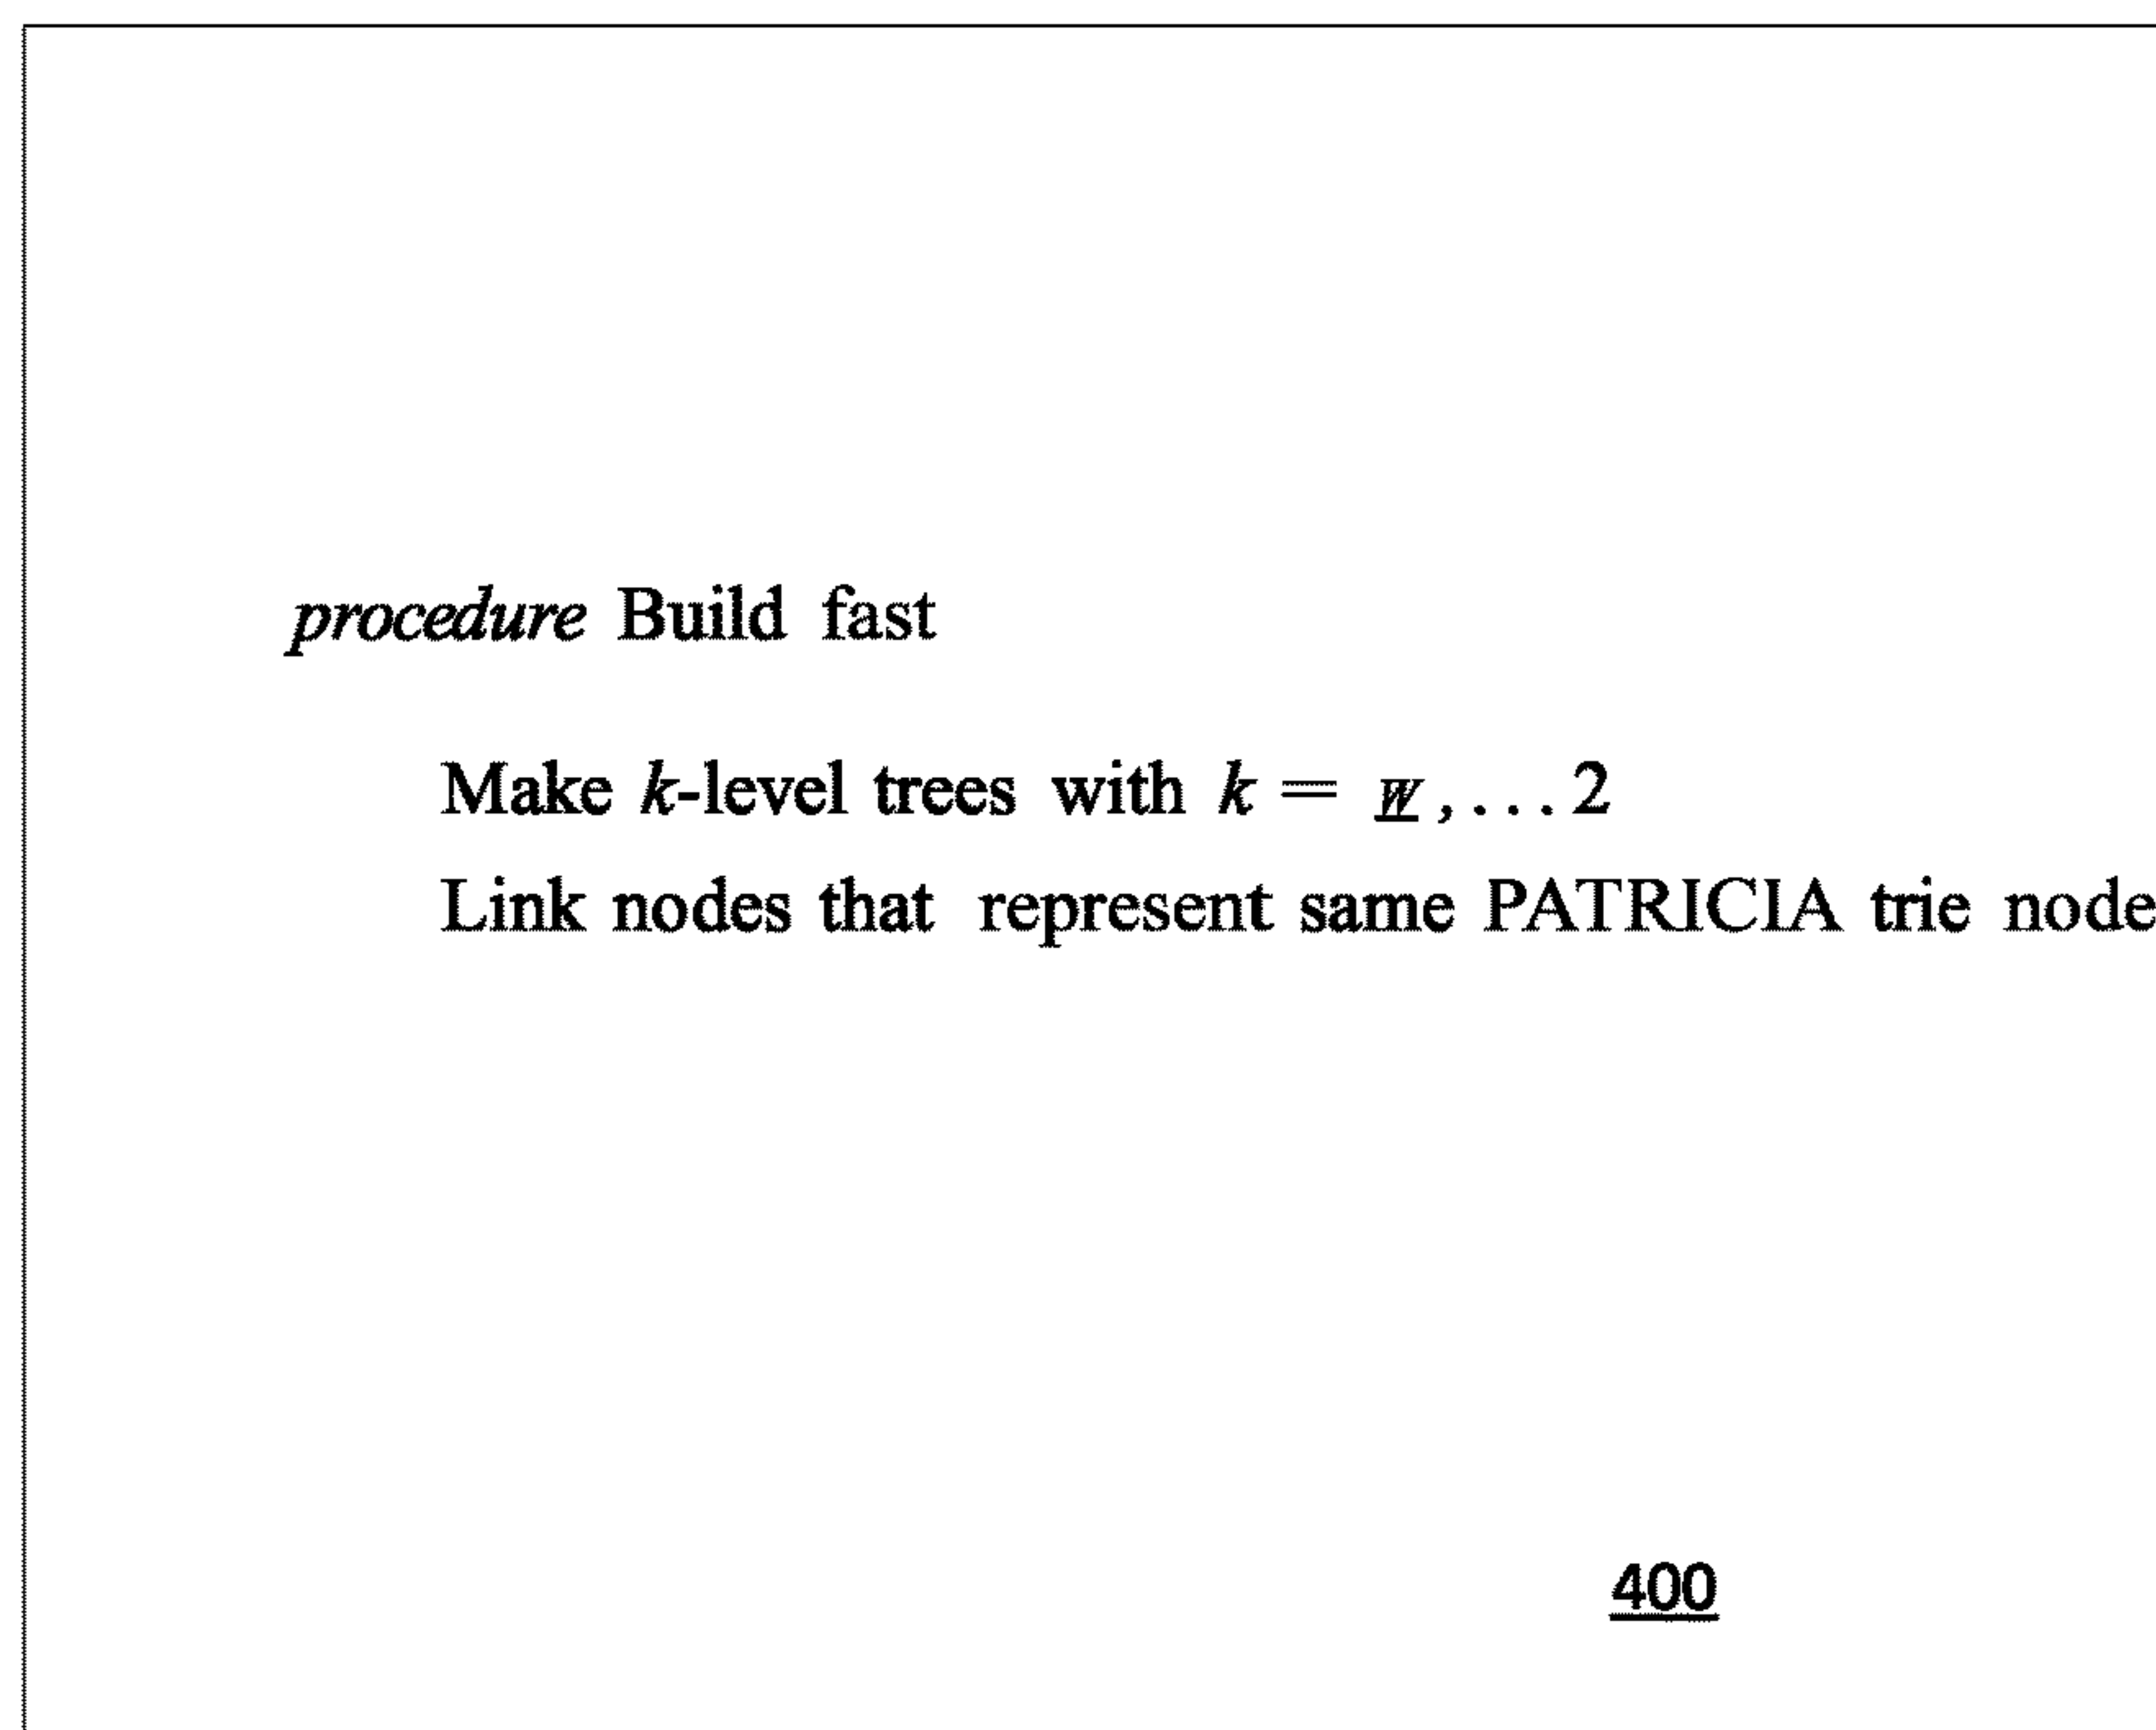 procedure Build fast
Make k-level trees with k = w,...2
Link nodes that represent same PATRICIA trie node
400